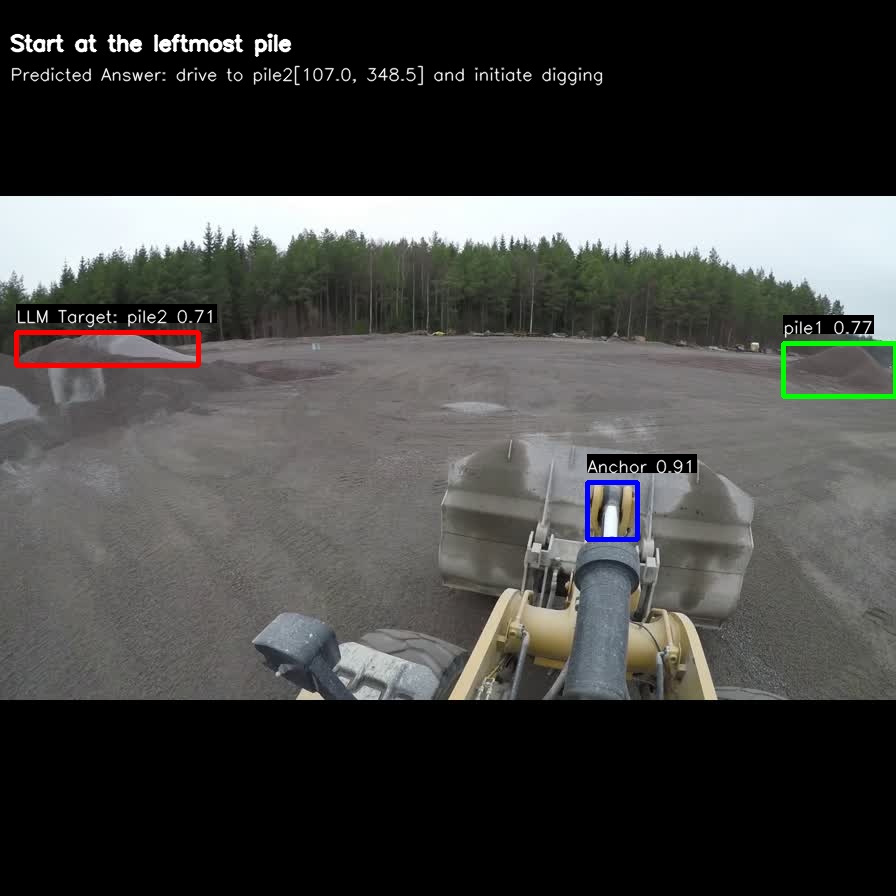 Start at the leftmost pile
Predicted Answer: drive to pile2[107.0, 348.5] and initiate digging
LLM Target: pile2 0.71
pile1 0.77
Anchor 0.91